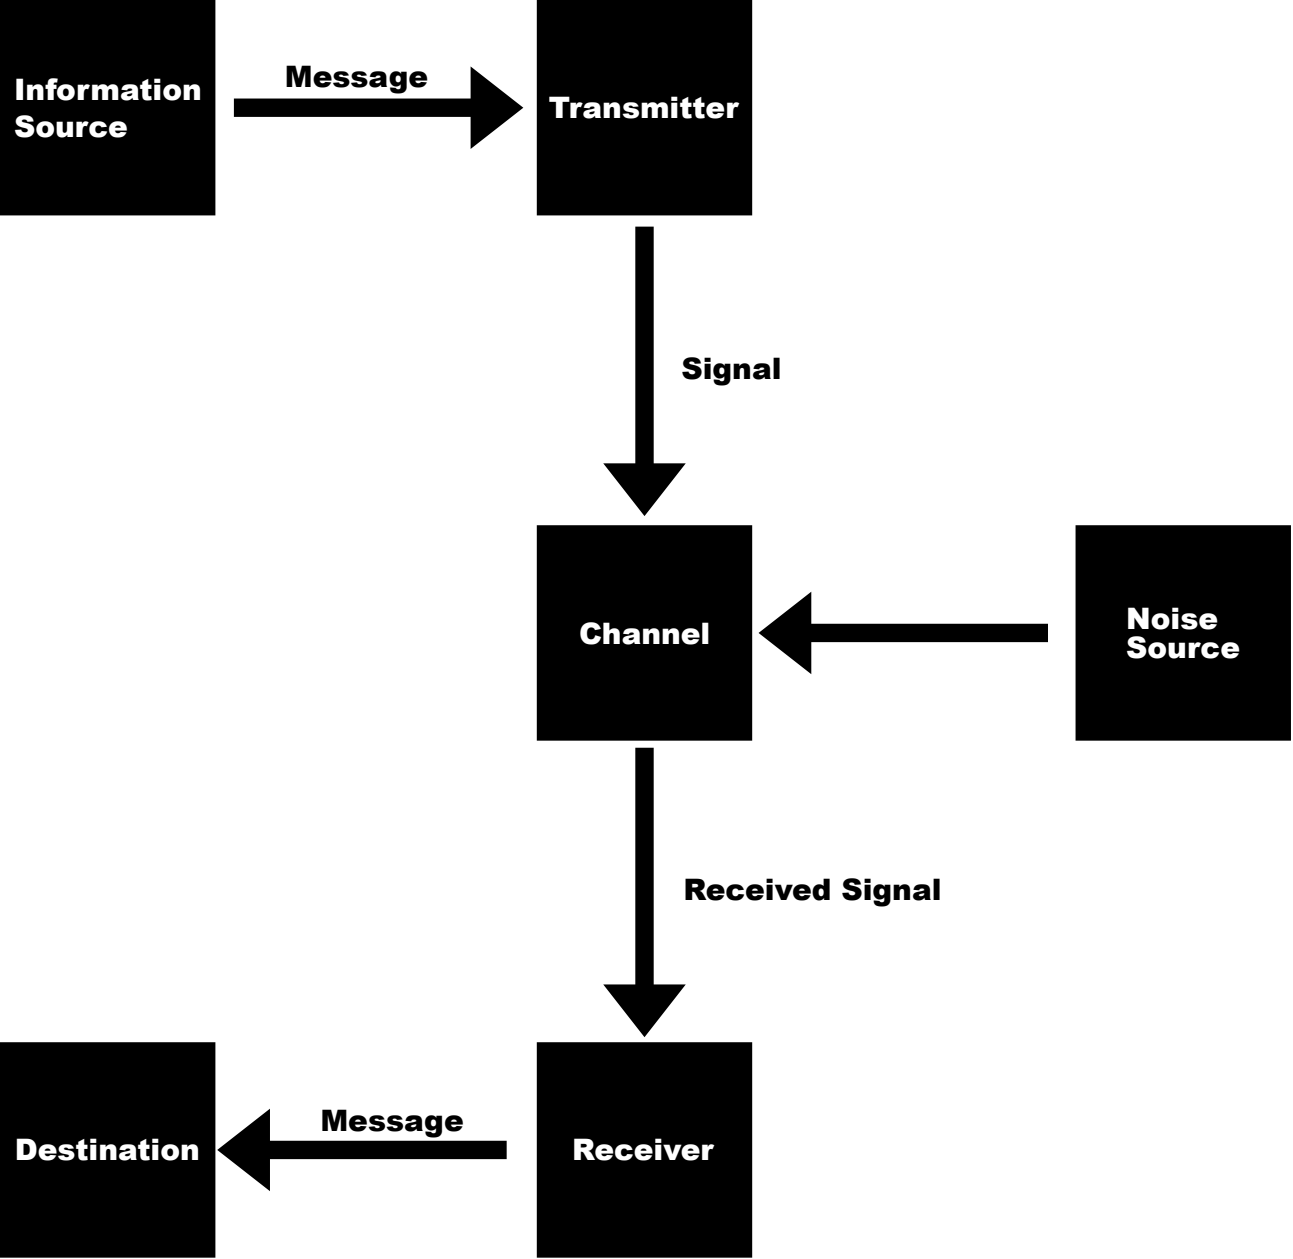 Information
Source
Message
Transmitter
Signal
Channel
Noise
Source
Received Signal
Destination
Message
Receiver